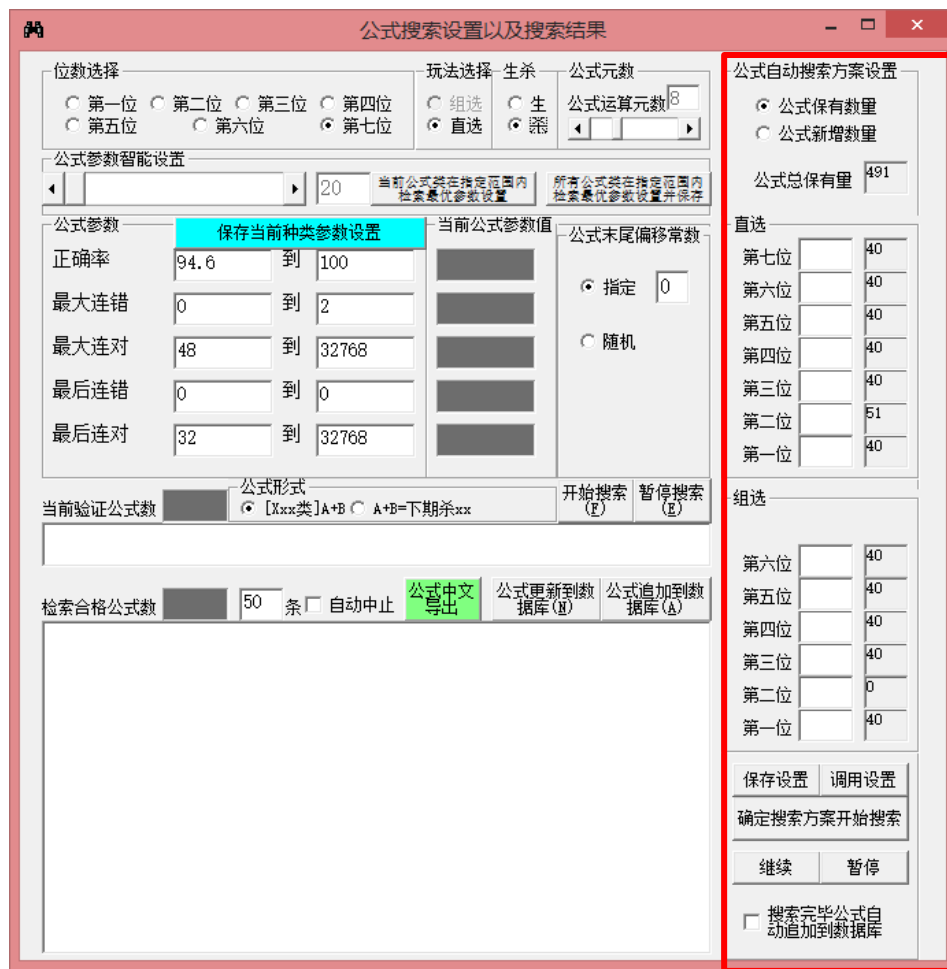 公式搜索设置以及搜索结果
位数选择
第一位 第二位 第三位 第四位
第五位 第六位 第七位
玩法选择
组选
直选
生杀
生
杀
公式元数
公式运算元数 8
公式参数智能设置
20
当前公式类在指定范围内
检索最优参数设置
所有公式类在指定范围内
检索最优参数设置并保存
公式参数
保存当前种类参数设置
当前公式参数值
正确率 94.6 到 100
最大连错 0 到 2
最大连对 48 到 32768
最后连错 0 到 0
最后连对 32 到 32768
公式末尾偏移常数
指定 0
随机
当前验证公式数
公式形式
[Xxx类]A+B A+B=下期杀xx
开始搜索
(F)
暂停搜索
(E)
检索合格公式数 50 条 自动中止
公式中文
导出
公式更新到数
据库(N)
公式追加到数
据库(A)
公式自动搜索方案设置
公式保有数量
公式新增数量
公式总保有量 491
直选
第七位 40
第六位 40
第五位 40
第四位 40
第三位 40
第二位 51
第一位 40
组选
第六位 40
第五位 40
第四位 40
第三位 40
第二位 0
第一位 40
保存设置 调用设置
确定搜索方案开始搜索
继续 暂停
搜索完毕公式自
动追加到数据库